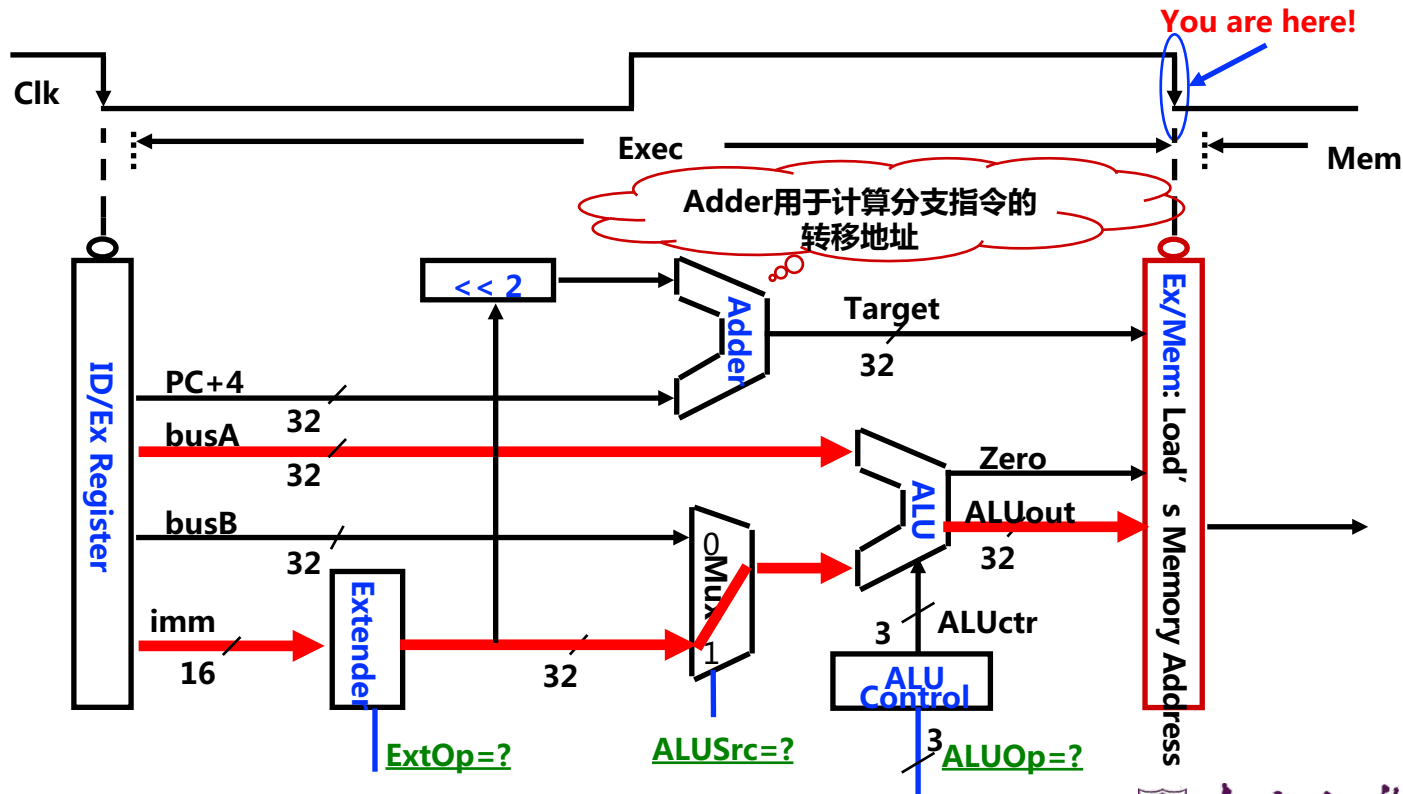 You are here!
Clk
Exec
Mem
Adder用于计算分支指令的
转移地址
<< 2
Adder
Target
32
ID/Ex Register
PC+4
32
busA
32
busB
32
imm
16
Extender
32
0
Mux
1
ALU
Zero
ALUout
32
3
ALUctr
ALU
Control
3
ExtOp=?
ALUSrc=?
ALUOp=?
Ex/Mem: Load’s Memory Address